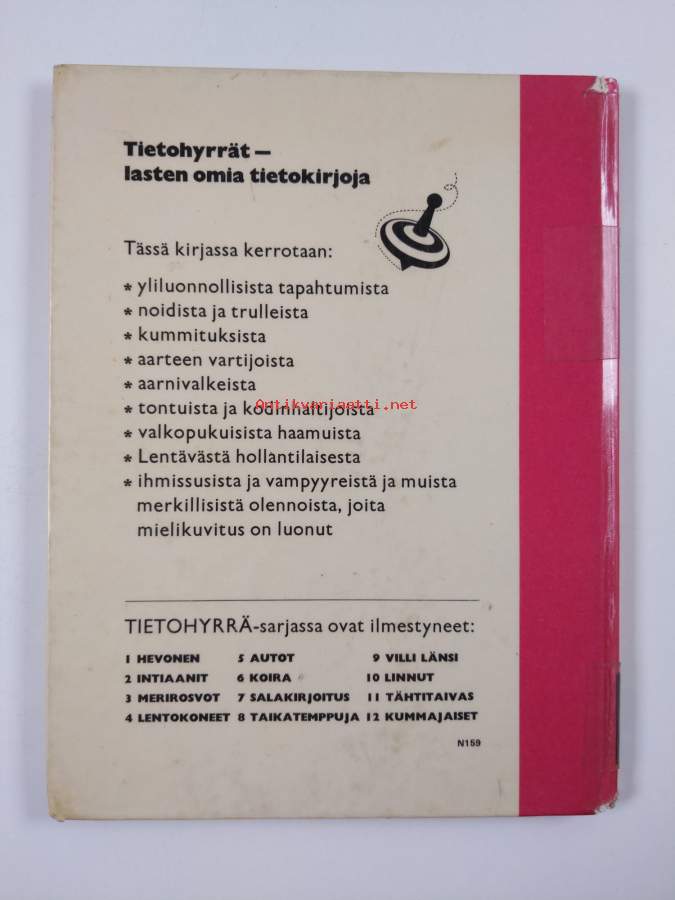 Tietohyrrät –
lasten omia tietokirjoja
Tässä kirjassa kerrotaan:
* yliluonnollisista tapahtumista
* noidista ja trulleista
* kummituksista
* aarteen vartijoista
* aarnivalkeista
Antikvariaatti.net
* tontuista ja kodinhaltijoista
* valkopukuisista haamuista
* Lentävästä hollantilaisesta
* ihmissusista ja vampyyreistä ja muista
merkillisistä olennoista, joita
mielikuvitus on luonut
TIETOHYRRÄ-sarjassa ovat ilmestyneet:
1 HEVONEN 5 AUTOT 9 VILLI LÄNSI
2 INTIAANIT 6 KOIRA 10 LINNUT
3 MERIROSVOT 7 SALAKIRJOITUS 11 TÄHTITAIVAS
4 LENTOKONEET 8 TAIKATEMPPUJA 12 KUMMAJAISET
N159